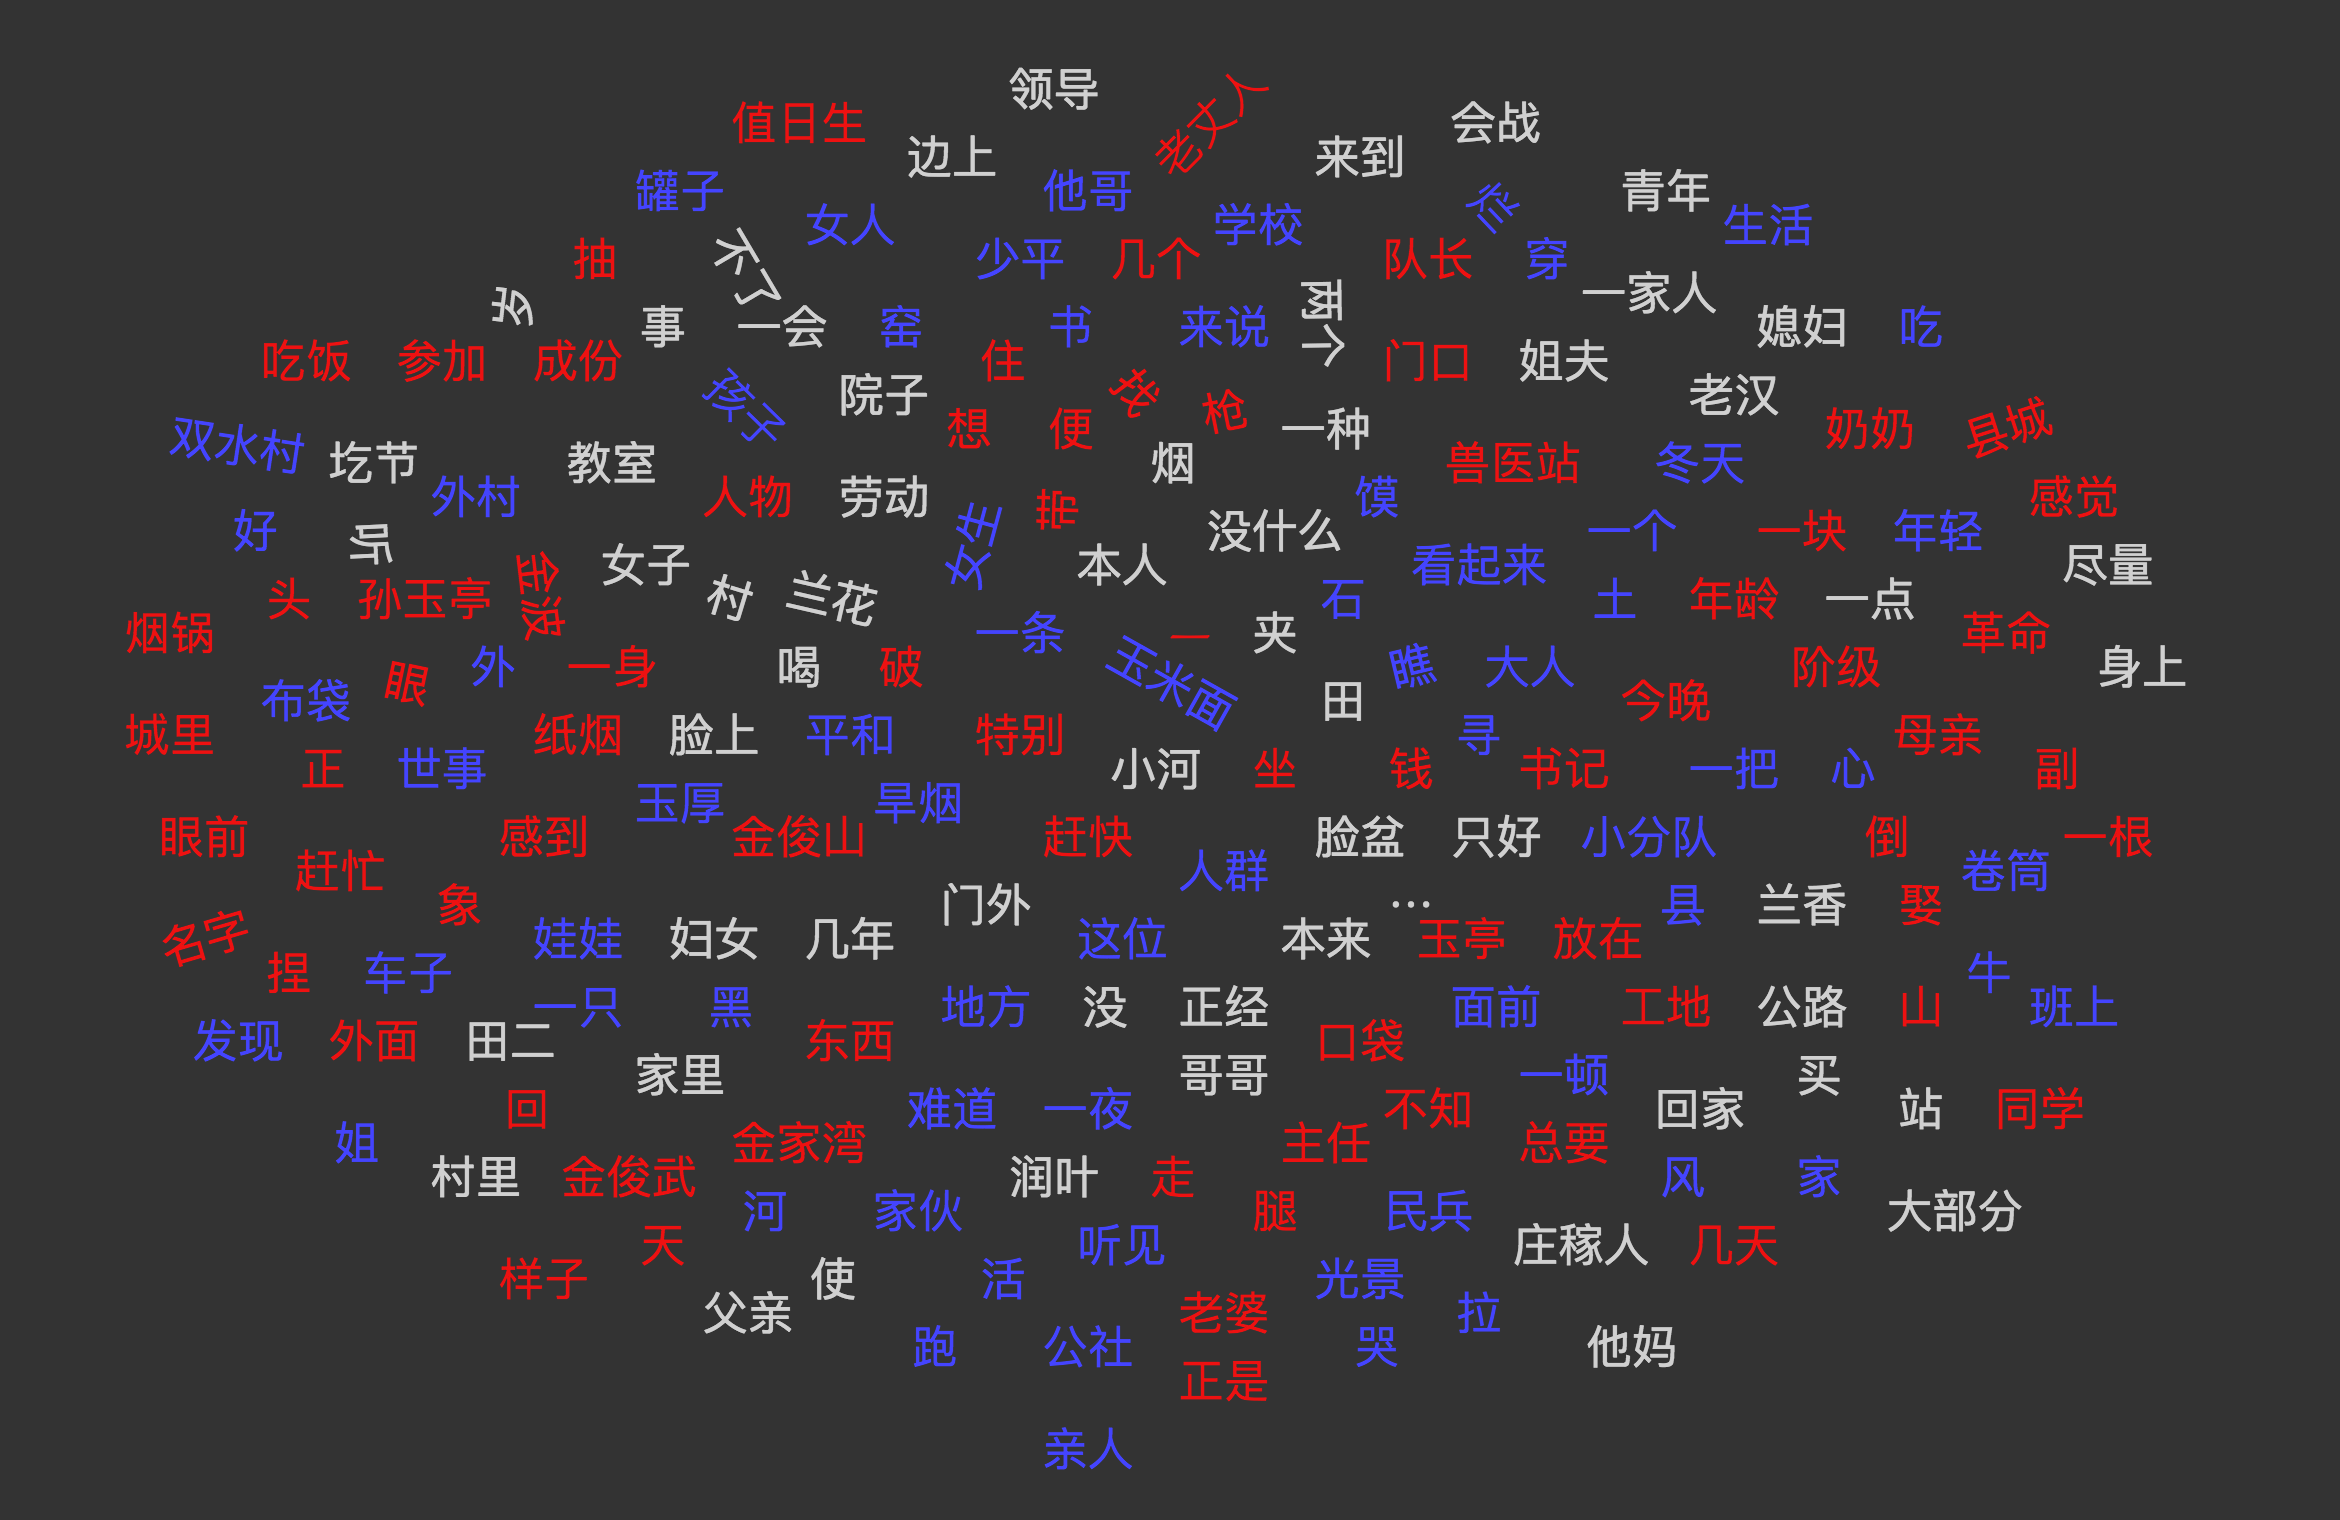 领导
值日生
老丈人
会战
边上
来到
罐子
他哥
青年
女人
学校
生活
抽
不了
少平
几个
队长
穿
岁
两个
一家人
事
一会
窑
书
来说
媳妇
吃
吃饭
参加
成份
住
门口
姐夫
院子
老汉
双水村
想
便
枪
一种
奶奶
县城
圪节
教室
烟
兽医站
冬天
外村
人物
劳动
馍
感觉
好
听
女生
没什么
一个
一块
年轻
女子
本人
看起来
尽量
头
孙玉亭
村
兰花
石
土
年龄
一点
烟锅
一条
一
夹
革命
眼
外
一身
喝
破
玉米面
瞧
大人
阶级
身上
布袋
田
今晚
城里
纸烟
脸上
平和
特别
寻
母亲
正
世事
小河
坐
钱
书记
一把
心
副
玉厚
旱烟
眼前
感到
金俊山
赶快
脸盆
只好
小分队
倒
一根
赶忙
人群
卷筒
象
门外
…
县
兰香
娶
名字
娃娃
妇女
几年
这位
本来
玉亭
放在
捏
车子
牛
一只
黑
地方
没
正经
面前
工地
公路
山
班上
发现
外面
田二
东西
口袋
家里
哥哥
一顿
买
回
难道
一夜
不知
回家
站
同学
姐
金家湾
主任
总要
村里
金俊武
润叶
走
风
家
河
家伙
腿
民兵
大部分
天
听见
庄稼人
几天
样子
使
活
光景
父亲
老婆
拉
跑
公社
哭
他妈
正是
亲人